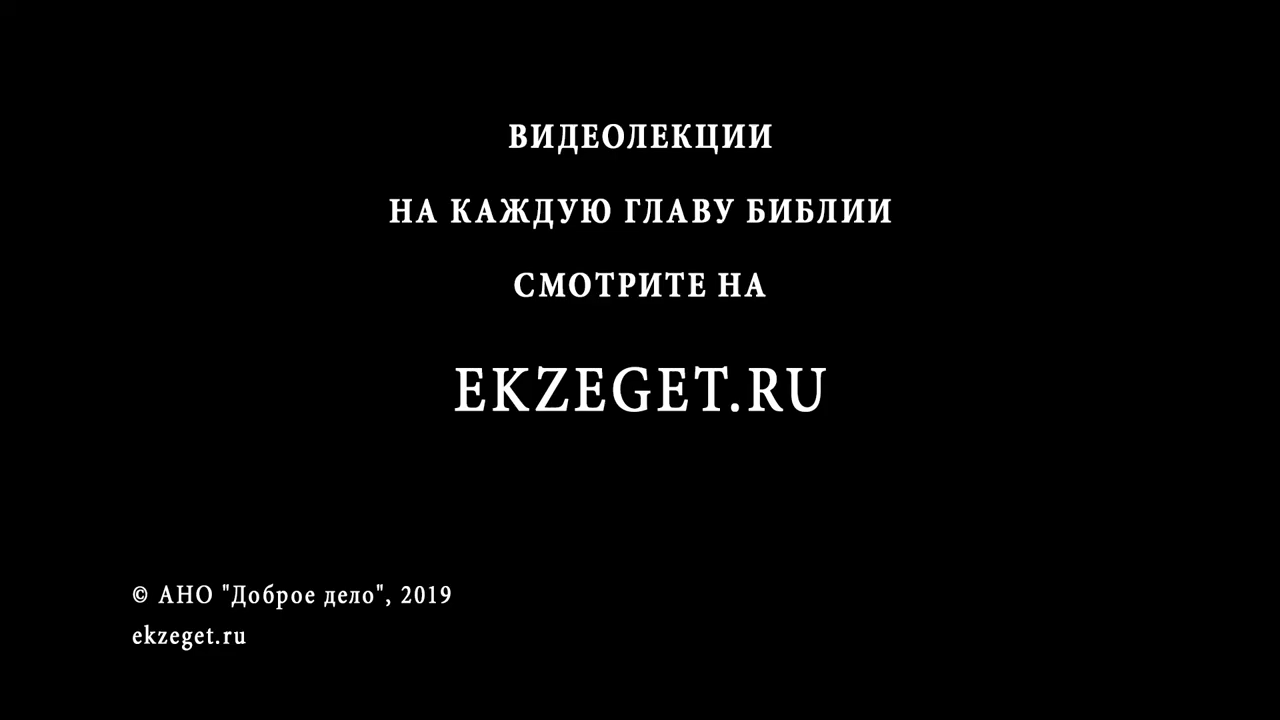 ВИДЕОЛЕКЦИИ
НА КАЖДУЮ ГЛАВУ БИБЛИИ
СМОТРИТЕ НА
EKZEGET.RU
© АНО "Доброе дело", 2019
ekzeget.ru